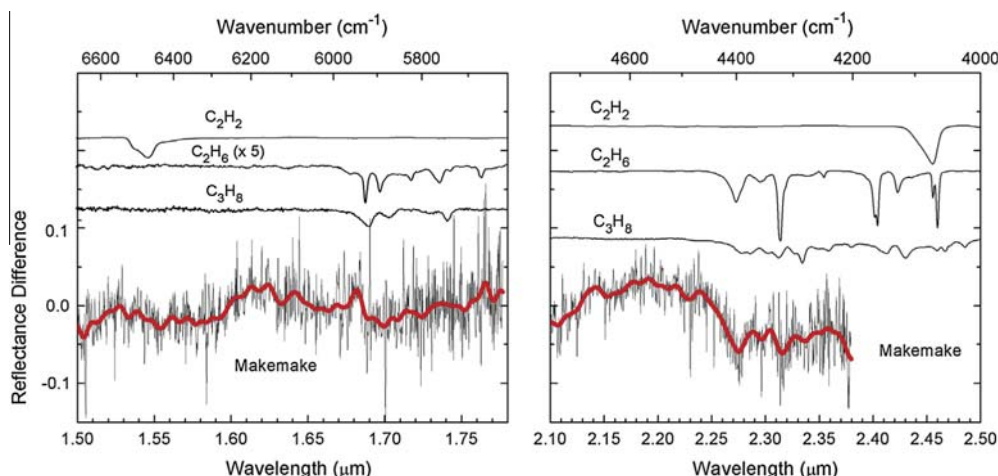 Wavenumber (cm⁻¹)
6600 6400 6200 6000 5800
C₂H₂
C₂H₆ (x 5)
C₃H₈
Reflectance Difference
0.1
0.0
-0.1
Makemake
1.50 1.55 1.60 1.65 1.70 1.75
Wavelength (μm)
Wavenumber (cm⁻¹)
4600 4400 4200 4000
C₂H₂
C₂H₆
C₃H₈
Makemake
2.10 2.15 2.20 2.25 2.30 2.35 2.40 2.45 2.50
Wavelength (μm)